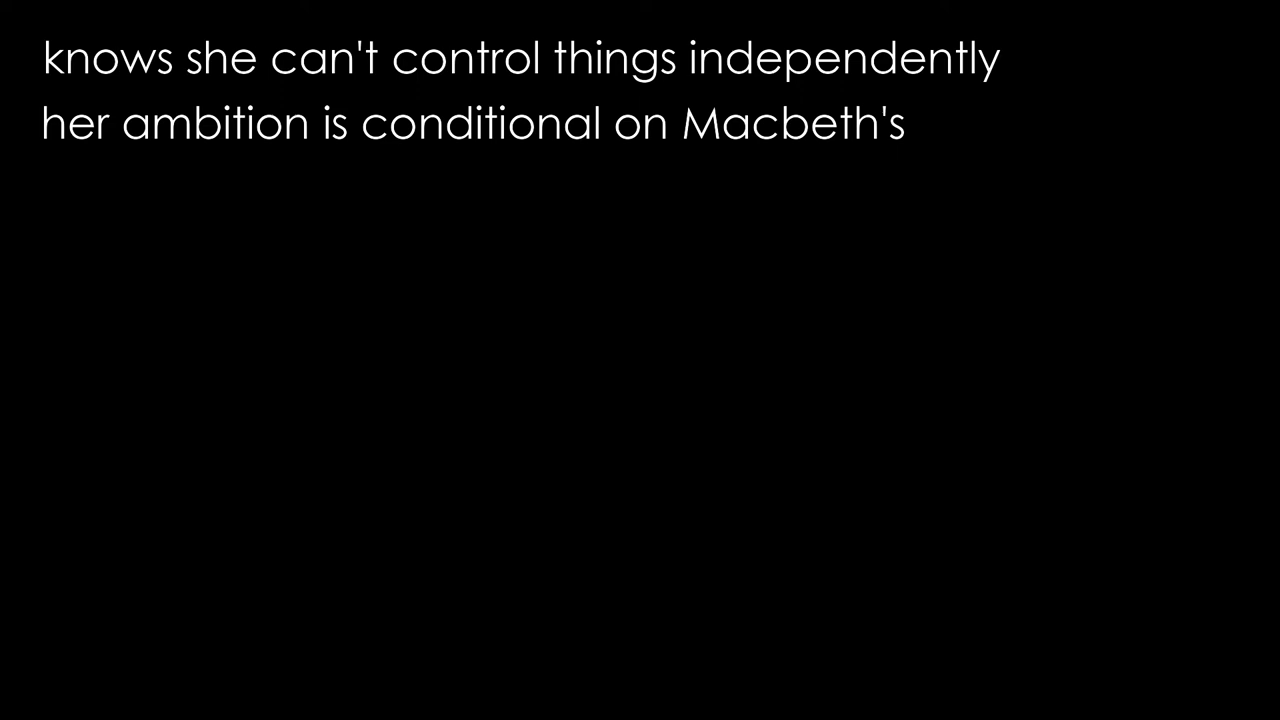 knows she can't control things independently
her ambition is conditional on Macbeth's